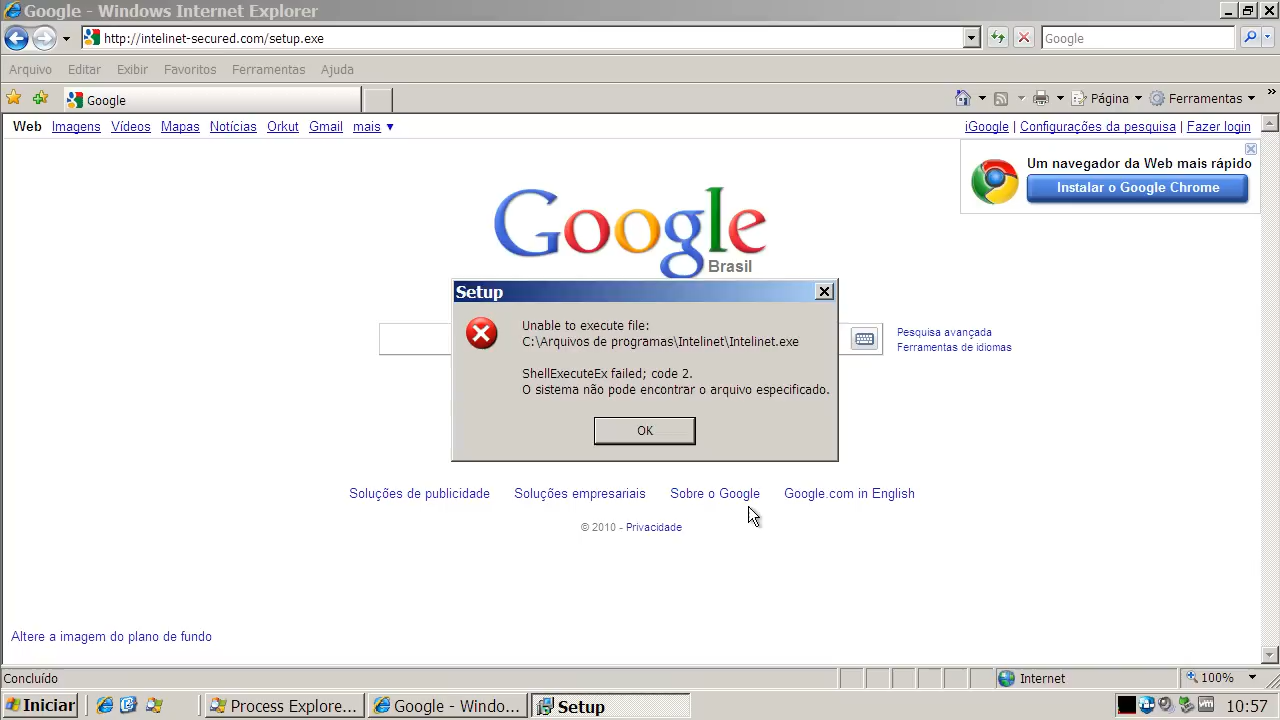 Google - Windows Internet Explorer
http://intelinet-secured.com/setup.exe
Google
Arquivo Editar Exibir Favoritos Ferramentas Ajuda
Google
Página Ferramentas »
Web Imagens Vídeos Mapas Notícias Orkut Gmail mais ▼
iGoogle | Configurações da pesquisa | Fazer login
Um navegador da Web mais rápido
Instalar o Google Chrome
Google
Brasil
Setup
Unable to execute file:
C:\Arquivos de programas\Intelinet\Intelinet.exe
ShellExecuteEx failed; code 2.
O sistema não pode encontrar o arquivo especificado.
OK
Pesquisa avançada
Ferramentas de idiomas
Soluções de publicidade Soluções empresariais Sobre o Google Google.com in English
© 2010 - Privacidade
Altere a imagem do plano de fundo
Concluído
Internet
100%
Iniciar
Process Explore...
Google - Windo...
Setup
10:57